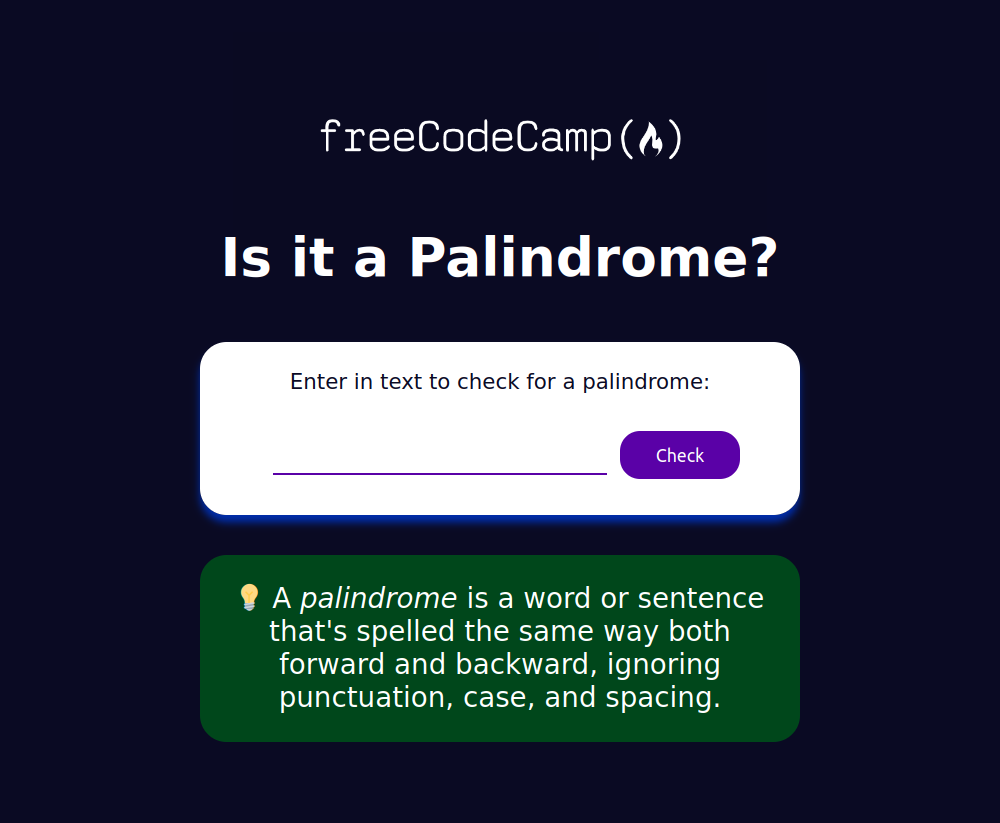 freeCodeCamp(🔥)
Is it a Palindrome?
Enter in text to check for a palindrome:
Check
💡 A palindrome is a word or sentence
that's spelled the same way both
forward and backward, ignoring
punctuation, case, and spacing.